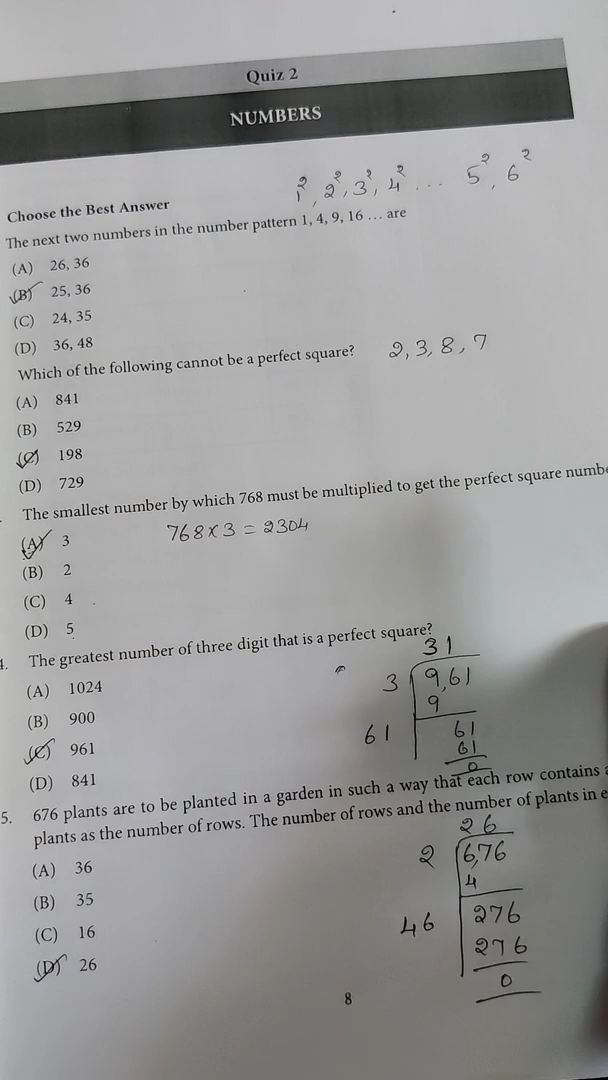 Quiz 2
NUMBERS
1², 2², 3², 4² ... 5², 6²
Choose the Best Answer
The next two numbers in the number pattern 1, 4, 9, 16 … are
(A) 26, 36
(B) 25, 36
(C) 24, 35
(D) 36, 48
Which of the following cannot be a perfect square? 2, 3, 8, 7
(A) 841
(B) 529
(C) 198
(D) 729
The smallest number by which 768 must be multiplied to get the perfect square
(A) 3 768 x 3 = 2304
(B) 2
(C) 4
(D) 5
The greatest number of three digit that is a perfect square?
31
(A) 1024
3 9,61
9
(B) 900
61 61
61
(C) 961
0
(D) 841
5. 676 plants are to be planted in a garden in such a way that each row contains
plants as the number of rows. The number of rows and the number of plants in
26
(A) 36
2 6,76
4
(B) 35
46 276
(C) 16
276
(D) 26
0
8